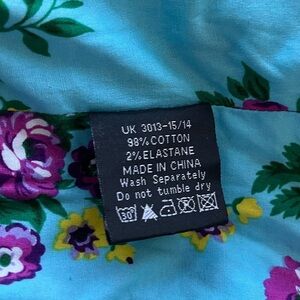 UK 3013-15/14
98%COTTON
2%ELASTANE
MADE IN CHINA
Wash Separately
Do not tumble dry
30